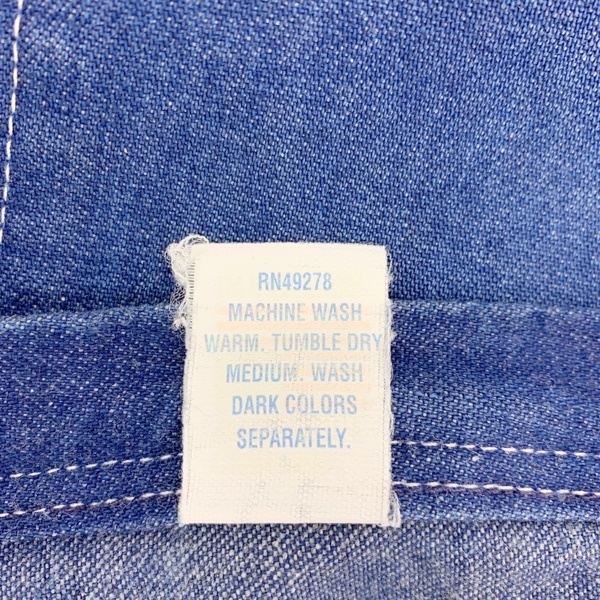 RN49278
MACHINE WASH
WARM. TUMBLE DRY
MEDIUM. WASH
DARK COLORS
SEPARATELY.